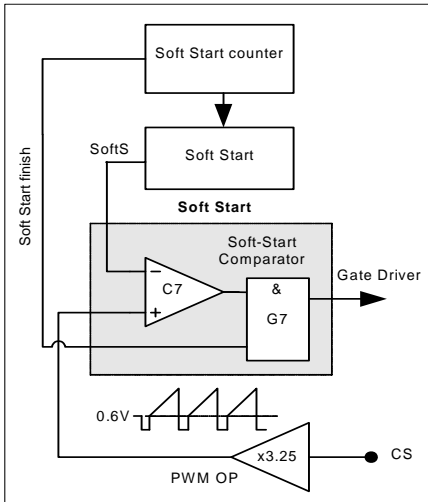 Soft Start counter
Soft Start finish
SoftS
Soft Start
Soft Start
Soft-Start
Comparator
Gate Driver
−
C7
+
&
G7
0.6V
x3.25
CS
PWM OP